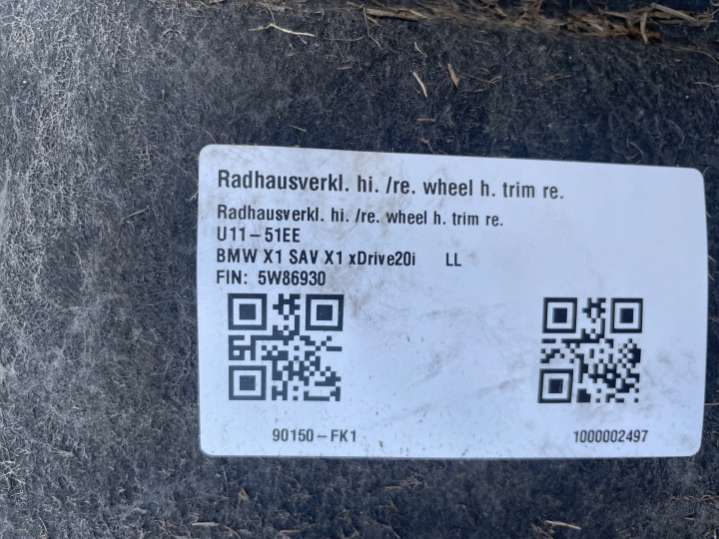 Radhausverkl. hi. /re. wheel h. trim re.
Radhausverkl. hi. /re. wheel h. trim re.
U11-51EE
BMW X1 SAV X1 xDrive20i LL
FIN: 5W86930
90150-FK1 1000002497